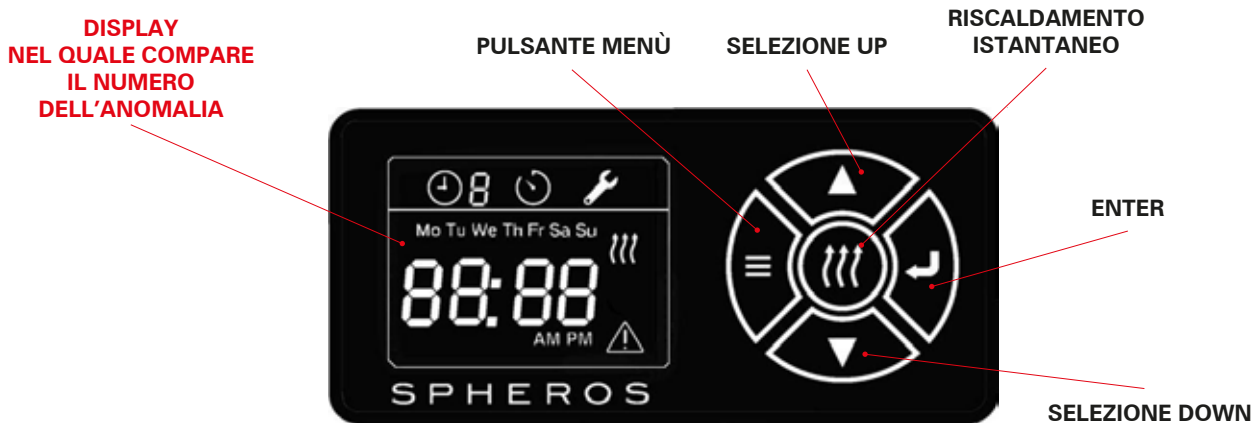 DISPLAY
NEL QUALE COMPARE
IL NUMERO
DELL'ANOMALIA
PULSANTE MENÙ
SELEZIONE UP
RISCALDAMENTO
ISTANTANEO
ENTER
SELEZIONE DOWN
8
Mo Tu We Th Fr Sa Su
88:88
AM PM
SPHEROS